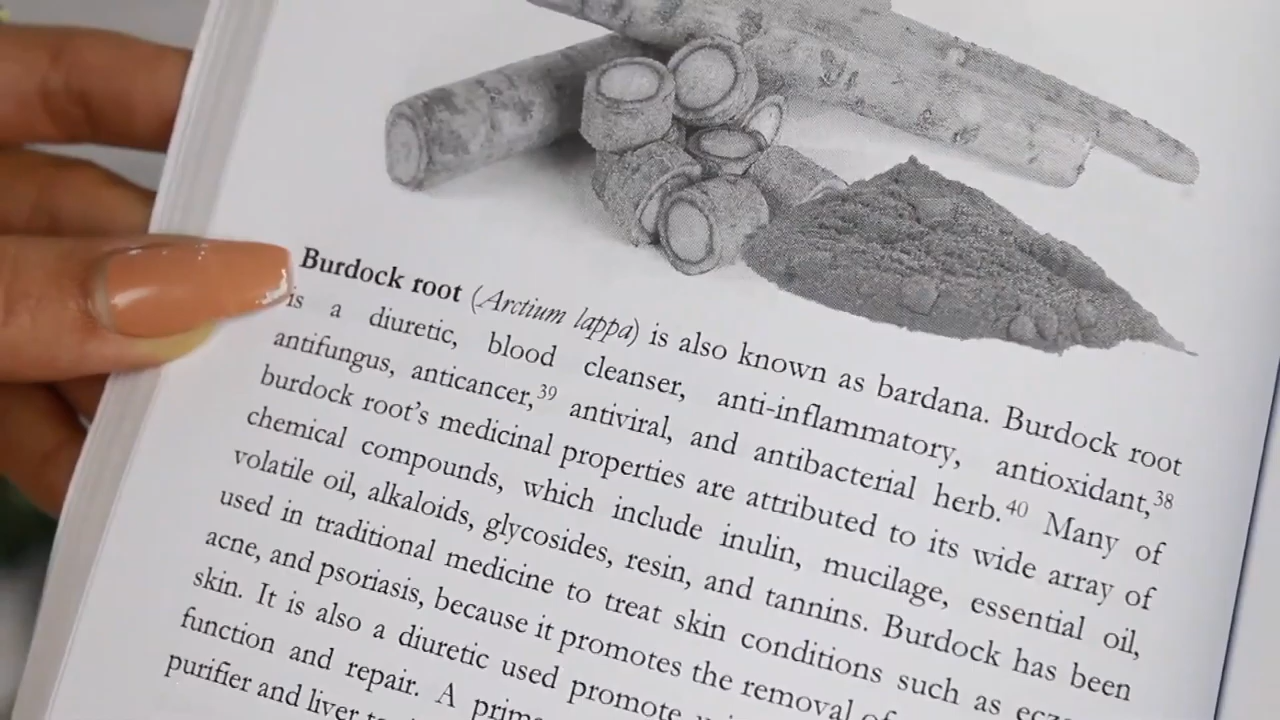 Burdock root (Arctium lappa) is also known as bardana. Burdock root
is a diuretic, blood cleanser, anti-inflammatory, antioxidant,38
antifungus, anticancer,39 antiviral, and antibacterial herb.40 Many of
burdock root's medicinal properties are attributed to its wide array of
chemical compounds, which include inulin, mucilage, essential oil,
volatile oil, alkaloids, glycosides, resin, and tannins. Burdock has been
used in traditional medicine to treat skin conditions such as
acne, and psoriasis, because it promotes the removal of
skin. It is also a diuretic used promote
function and repair. A
purifier and liver